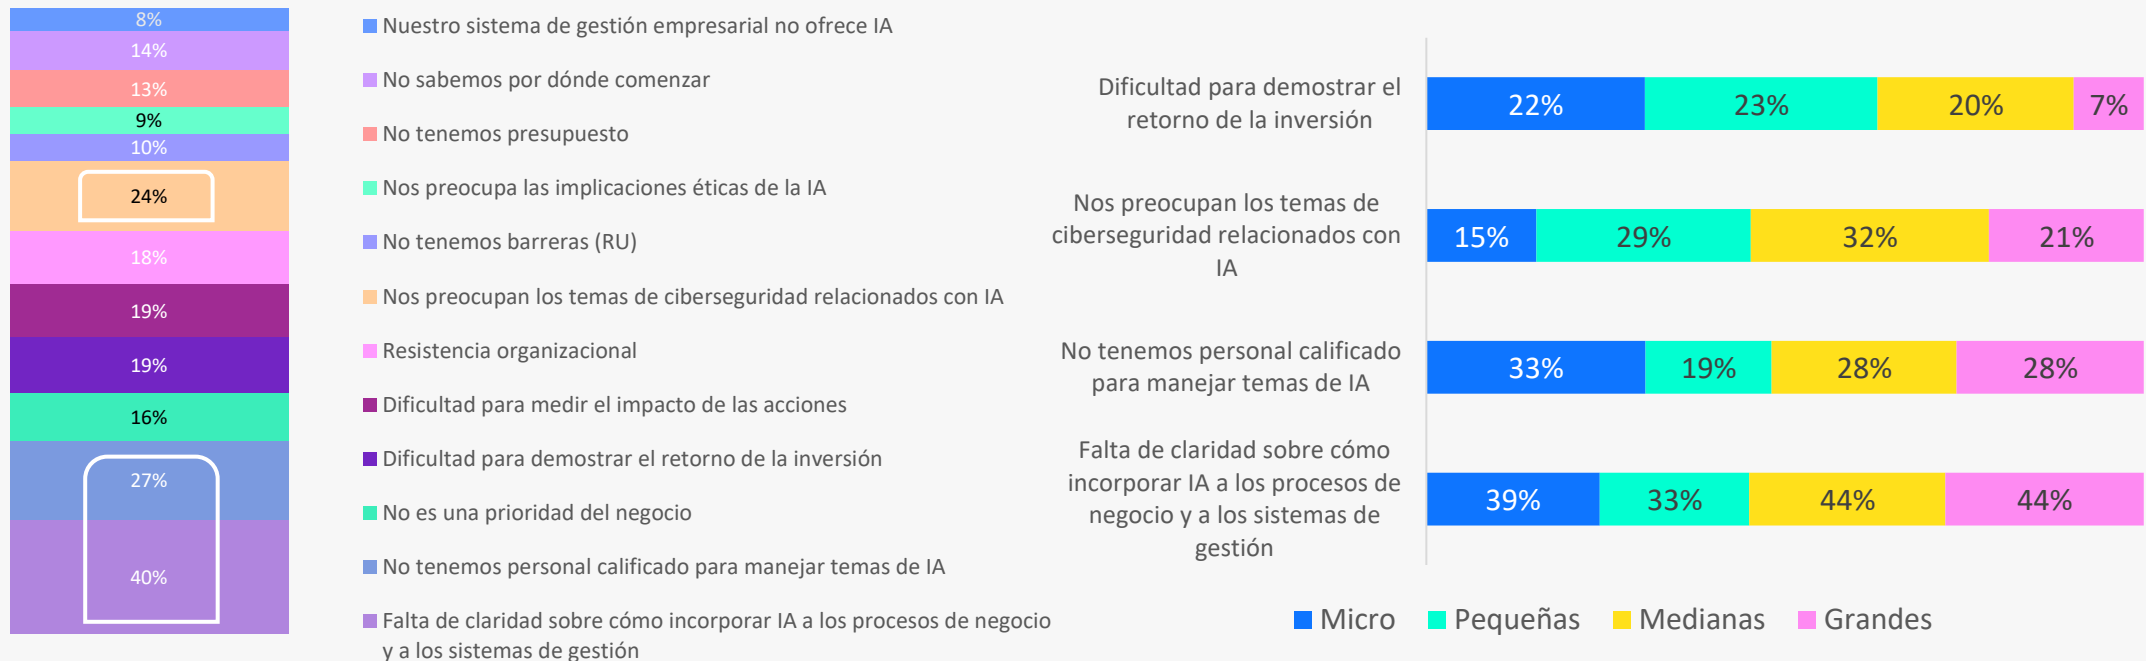 8%
14%
13%
9%
10%
24%
18%
19%
19%
16%
27%
40%
Nuestro sistema de gestión empresarial no ofrece IA
No sabemos por dónde comenzar
No tenemos presupuesto
Nos preocupa las implicaciones éticas de la IA
No tenemos barreras (RU)
Nos preocupan los temas de ciberseguridad relacionados con IA
Resistencia organizacional
Dificultad para medir el impacto de las acciones
Dificultad para demostrar el retorno de la inversión
No es una prioridad del negocio
No tenemos personal calificado para manejar temas de IA
Falta de claridad sobre cómo incorporar IA a los procesos de negocio
y a los sistemas de gestión
Dificultad para demostrar el
retorno de la inversión
22% 23% 20% 7%
Nos preocupan los temas de
ciberseguridad relacionados con
IA
15% 29% 32% 21%
No tenemos personal calificado
para manejar temas de IA
33% 19% 28% 28%
Falta de claridad sobre cómo
incorporar IA a los procesos de
negocio y a los sistemas de
gestión
39% 33% 44% 44%
Micro Pequeñas Medianas Grandes